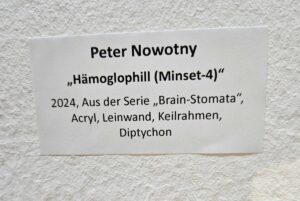 Peter Nowotny
„Hämoglophill (Minset-4)“
2024, Aus der Serie „Brain-Stomata“,
Acryl, Leinwand, Keilrahmen,
Diptychon